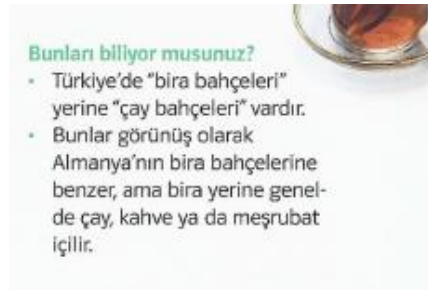 Bunları biliyor musunuz?
• Türkiye'de "bira bahçeleri"
yerine "çay bahçeleri" vardır.
• Bunlar görünüş olarak
Almanya'nın bira bahçelerine
benzer, ama bira yerine genel-
de çay, kahve ya da meşrubat
içilir.